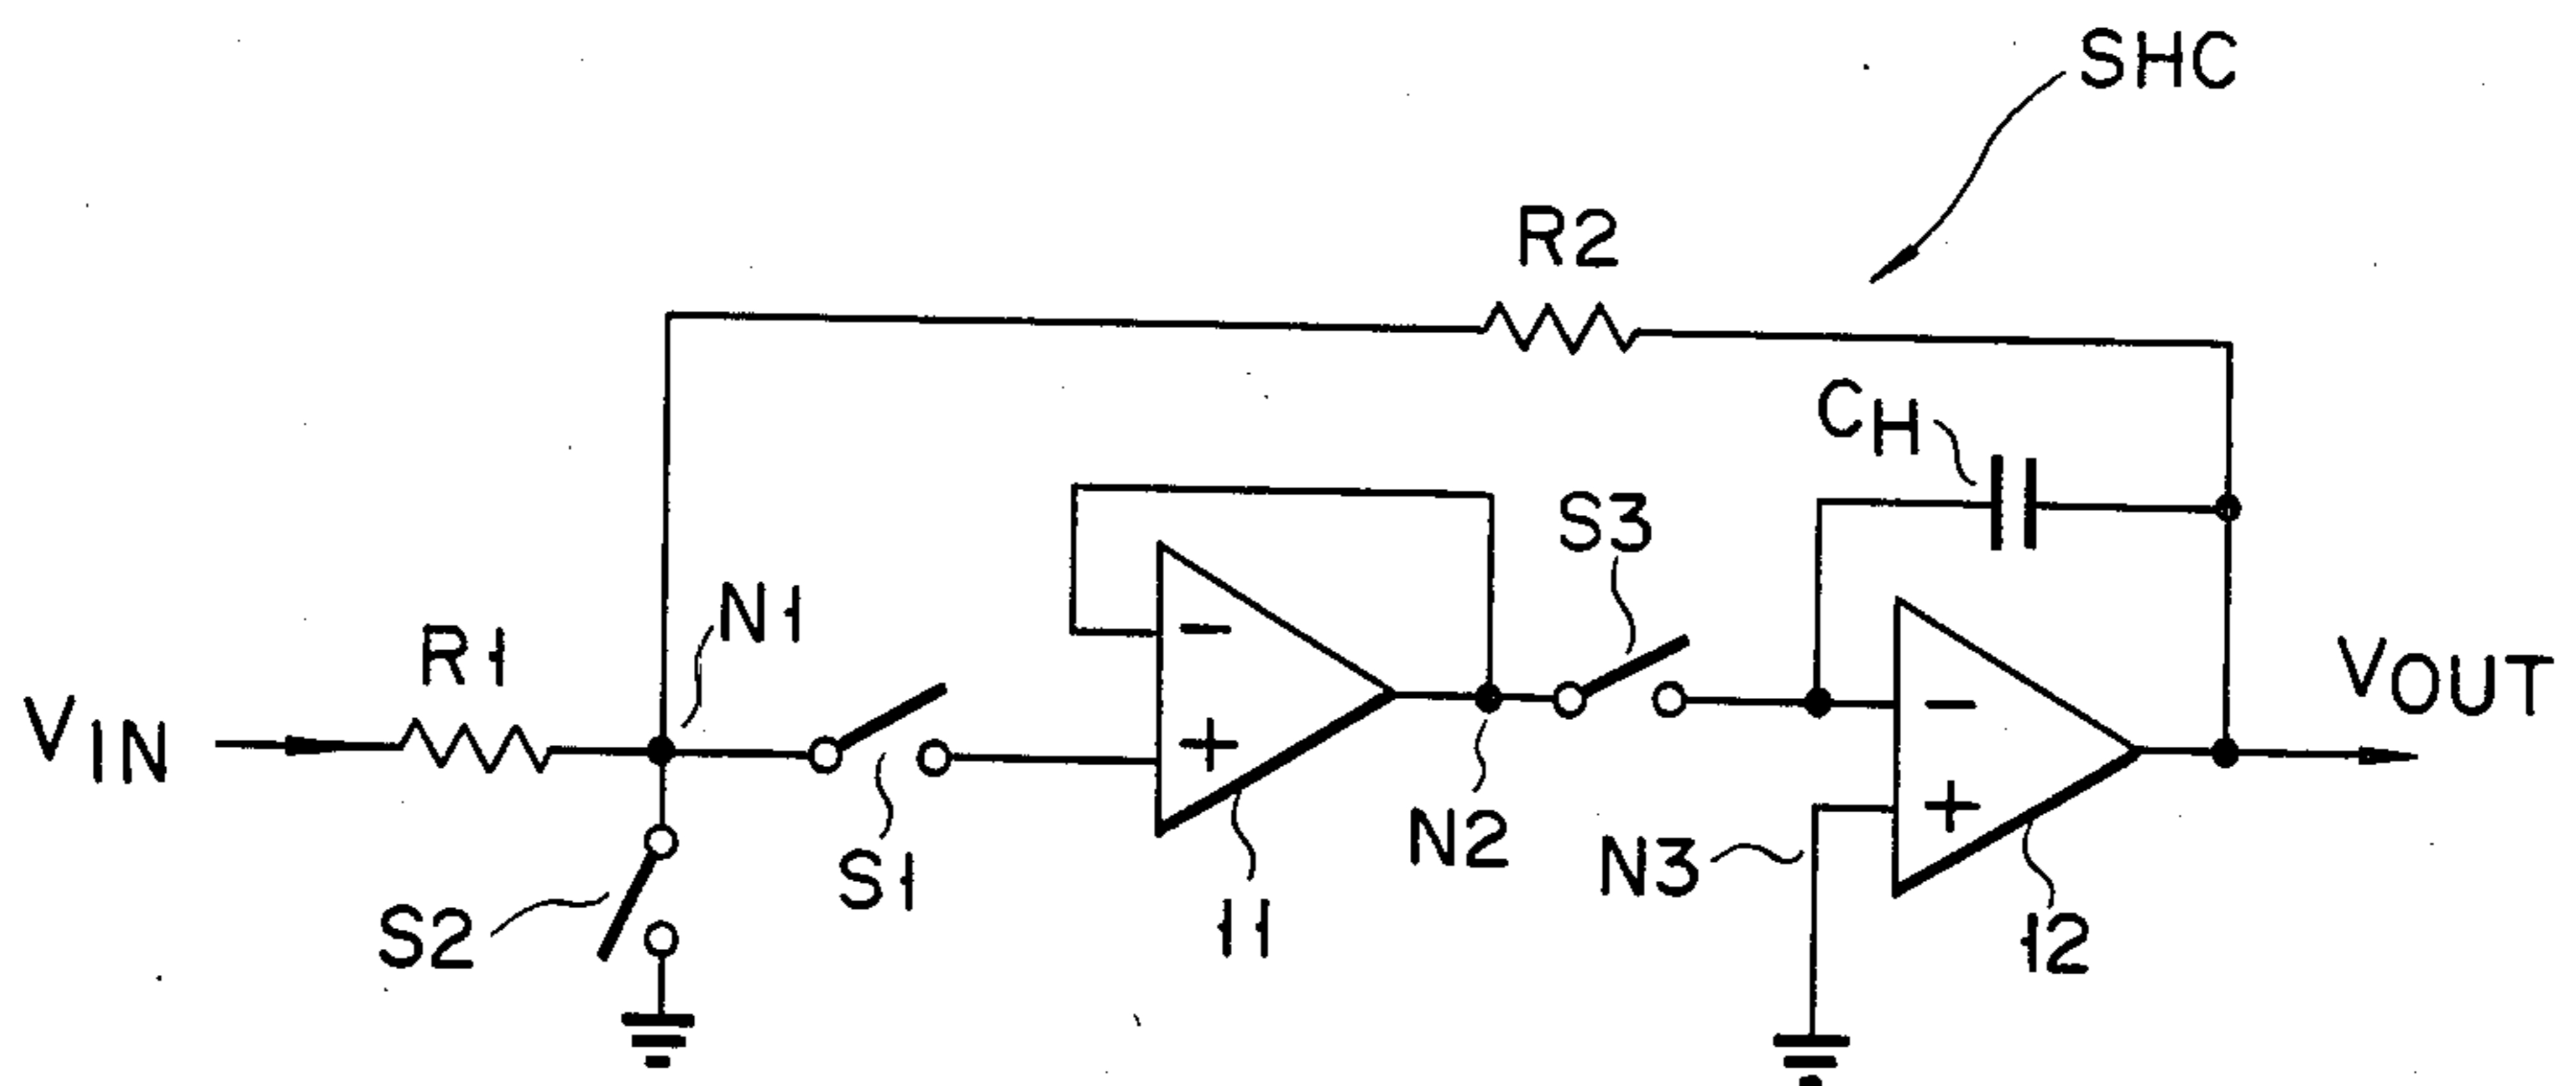 SHC
R2
CH
S3
N1
R1
VIN
VOUT
−
+
−
+
S1
N2
N3
S2
11
12